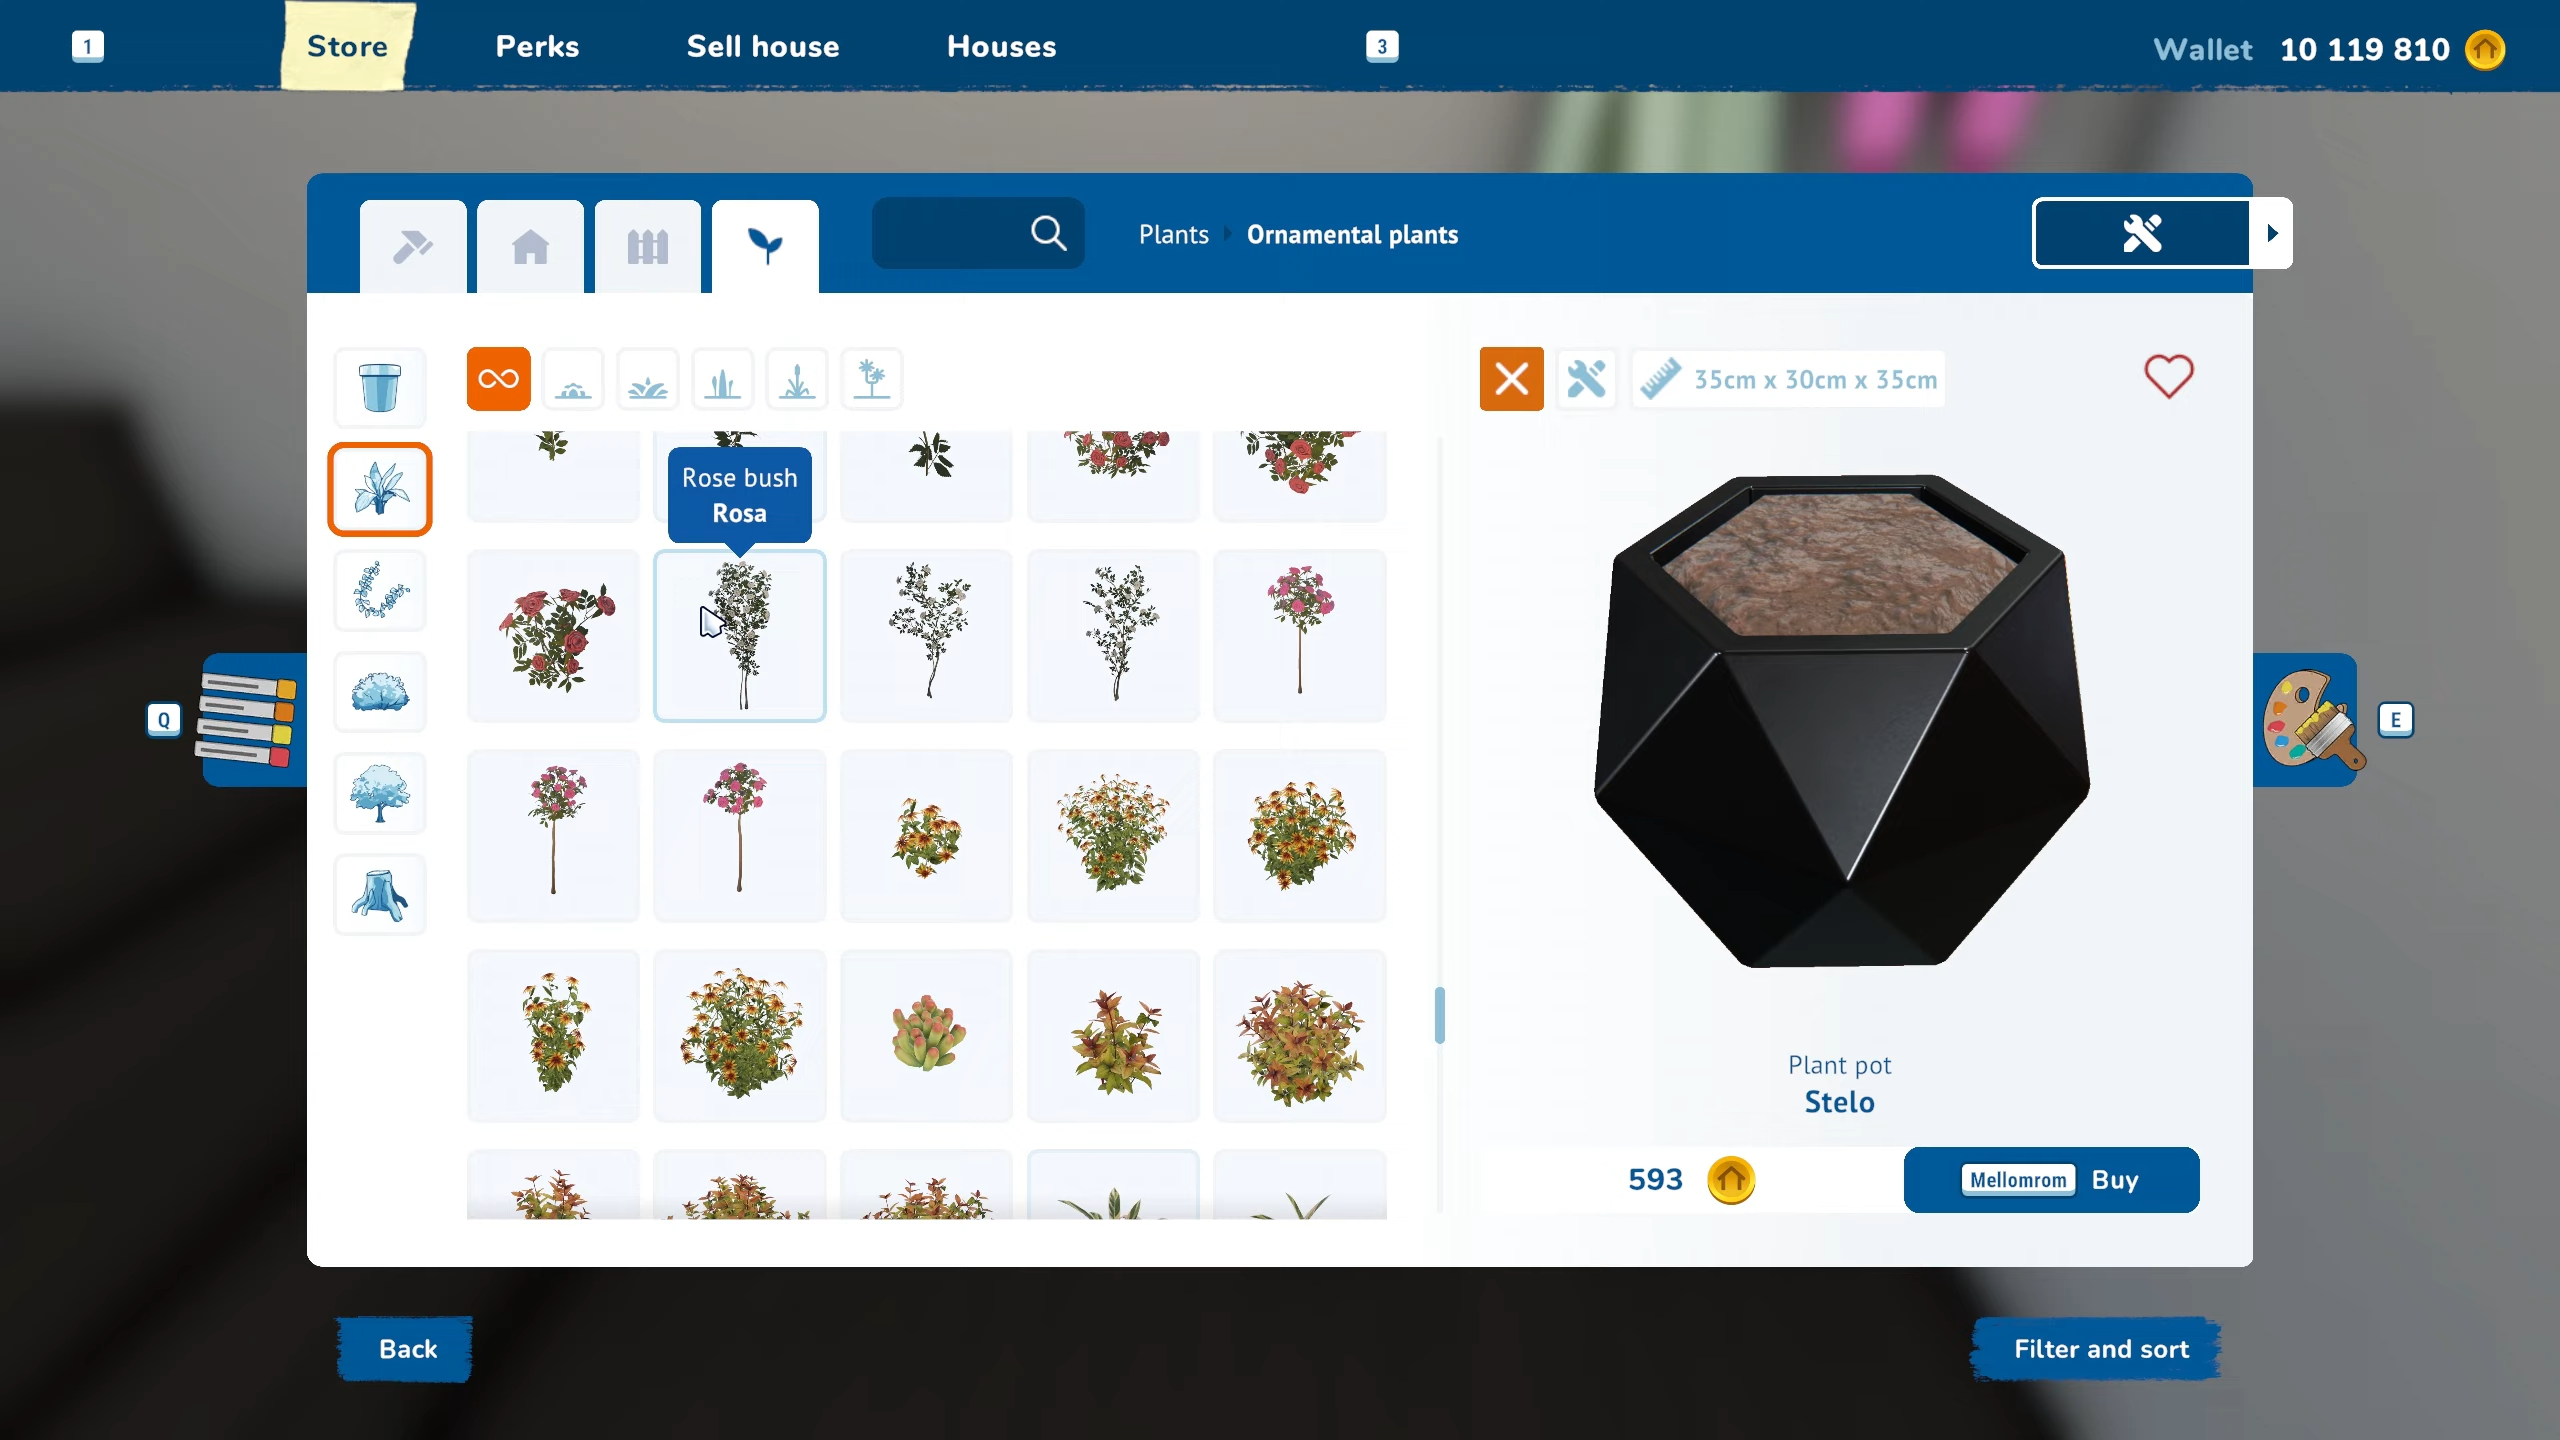 1
Store
Perks
Sell house
Houses
3
Wallet 10 119 810
Plants
Ornamental plants
35cm x 30cm x 35cm
Rose bush
Rosa
Q
E
Plant pot
Stelo
593
Mellomrom
Buy
Back
Filter and sort